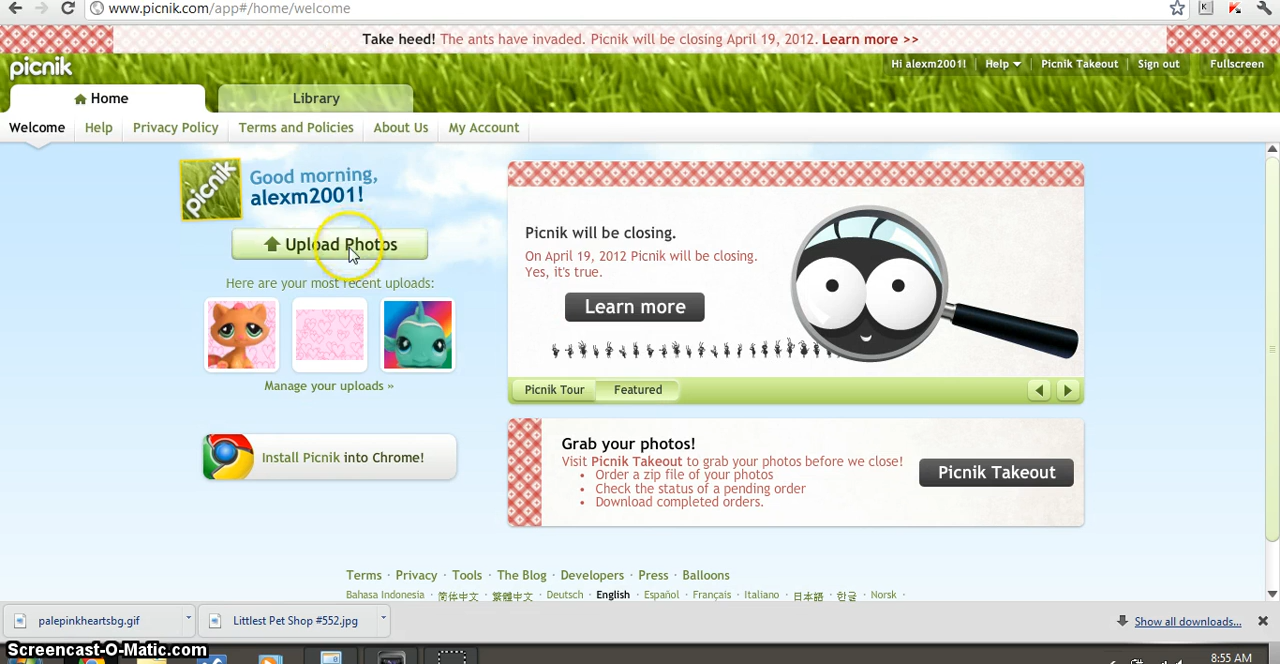 www.picnik.com/app#/home/welcome
K
Take heed! The ants have invaded. Picnik will be closing April 19, 2012. Learn more >>
picnik
Hi alexm2001! Help Picnik Takeout Sign out Fullscreen
Home Library
Welcome Help Privacy Policy Terms and Policies About Us My Account
picnik
Good morning,
alexm2001!
Upload Photos
Here are your most recent uploads:
Manage your uploads »
Install Picnik into Chrome!
Picnik will be closing.
On April 19, 2012 Picnik will be closing.
Yes, it's true.
Learn more
Picnik Tour Featured
Grab your photos!
Visit Picnik Takeout to grab your photos before we close!
• Order a zip file of your photos
• Check the status of a pending order
• Download completed orders.
Picnik Takeout
Terms · Privacy · Tools · The Blog · Developers · Press · Balloons
Bahasa Indonesia · 简体中文 · 繁體中文 · Deutsch · English · Español · Français · Italiano · 日本語 · 한글 · Norsk ·
palepinkheartsbg.gif Littlest Pet Shop #552.jpg Show all downloads...
Screencast-O-Matic.com
8:55 AM